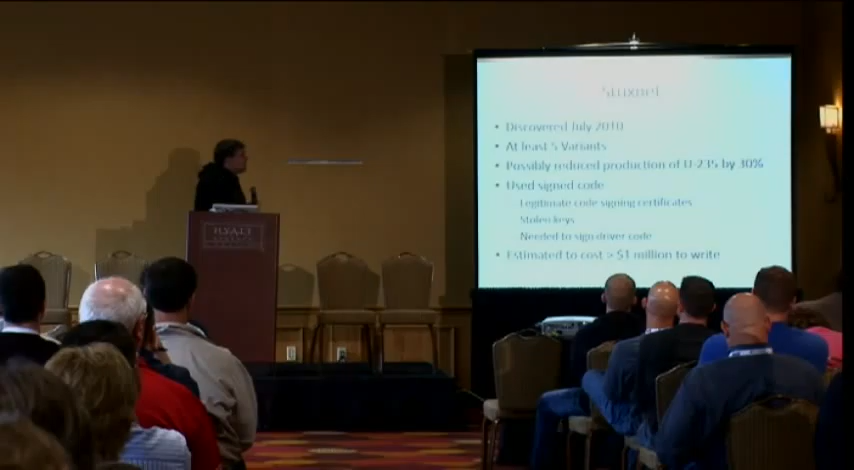 Stuxnet
• Discovered July 2010
• At least 5 Variants
• Possibly reduced production of U-235 by 30%
• Used signed code
Legitimate code signing certificates
Stolen keys
Needed to sign driver code
• Estimated to cost > $1 million to write
HYATT